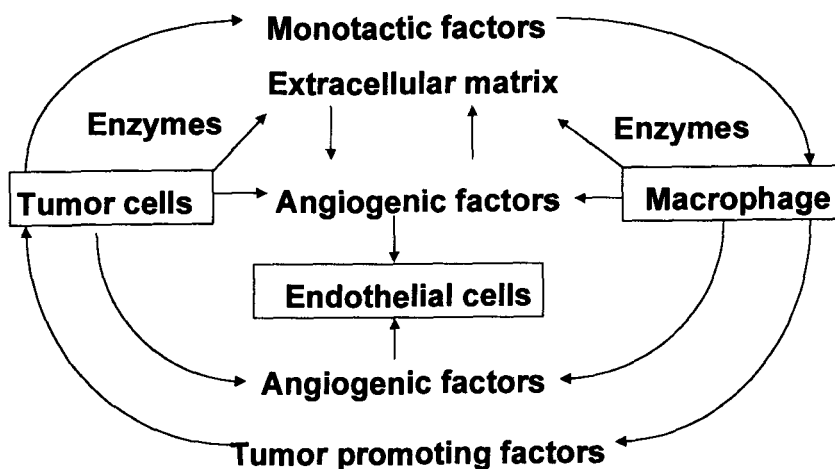 Monotactic factors
Extracellular matrix
Enzymes
Enzymes
Tumor cells
Angiogenic factors
Macrophage
Endothelial cells
Angiogenic factors
Tumor promoting factors